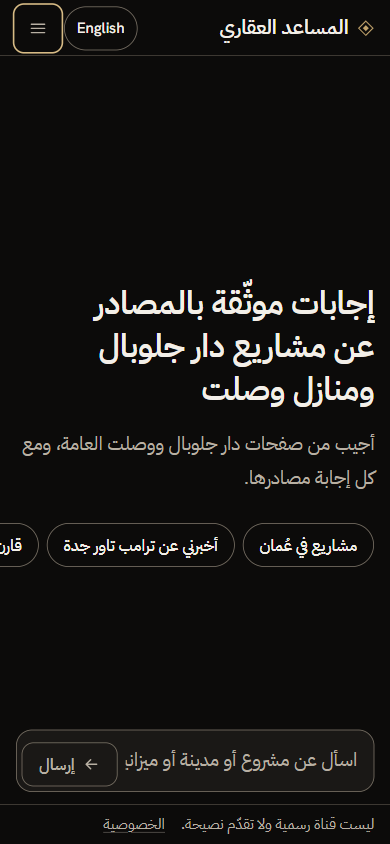 المساعد العقاري
English
إجابات موثّقة بالمصادر
عن مشاريع دار جلوبال
ومنازل وصلت
أجيب من صفحات دار جلوبال ووصلت العامة، ومع
كل إجابة مصادرها.
مشاريع في عُمان
أخبرني عن ترامب تاور جدة
قارن
اسأل عن مشروع أو مدينة أو ميزاني
إرسال
ليست قناة رسمية ولا تقدّم نصيحة. الخصوصية